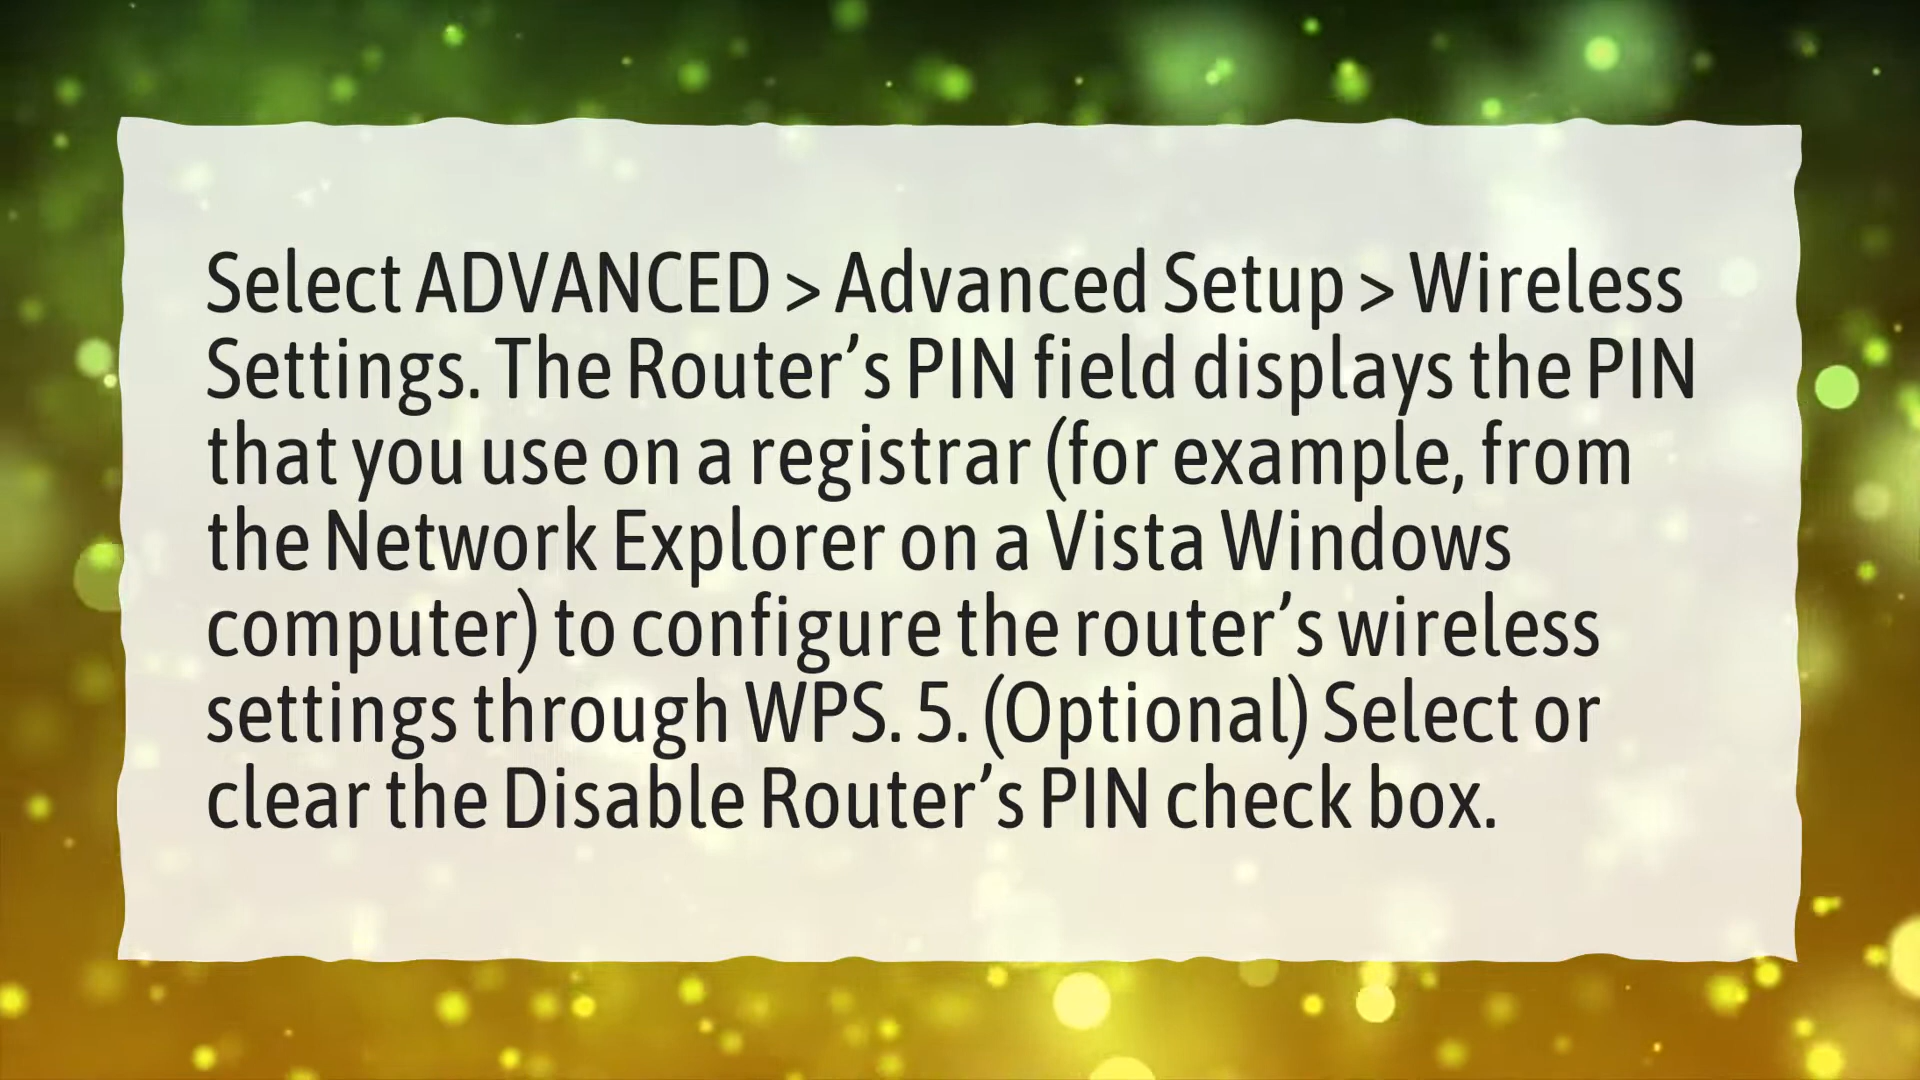 Select ADVANCED > Advanced Setup > Wireless
Settings. The Router’s PIN field displays the PIN
that you use on a registrar (for example, from
the Network Explorer on a Vista Windows
computer) to configure the router’s wireless
settings through WPS. 5. (Optional) Select or
clear the Disable Router’s PIN check box.